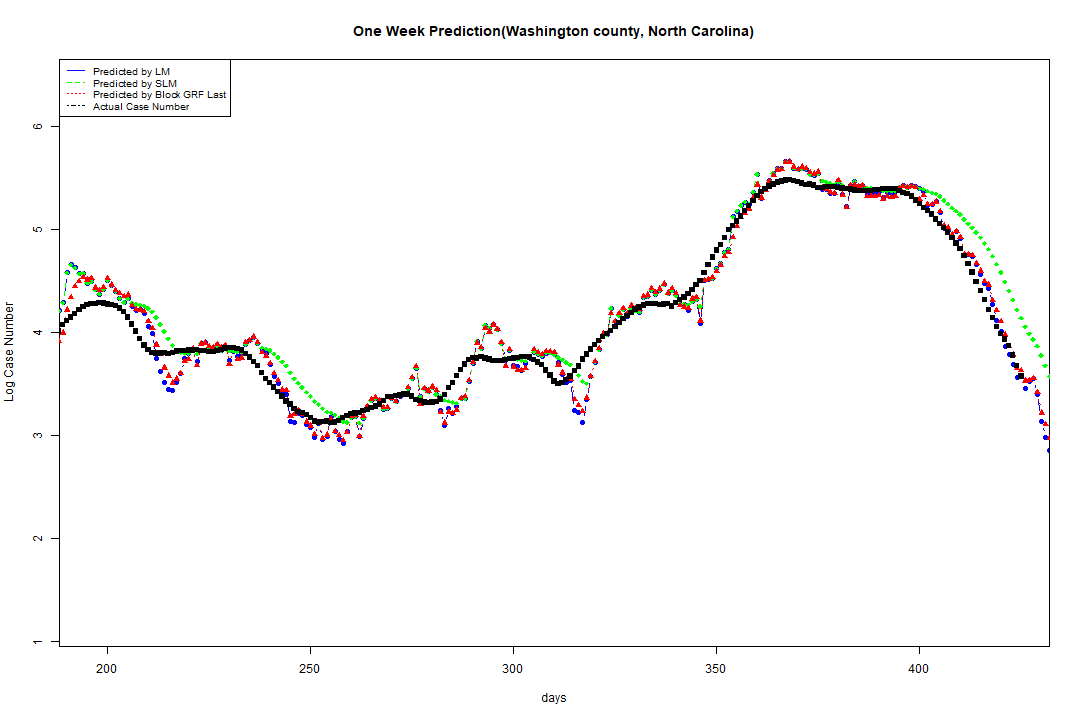 One Week Prediction(Washington county, North Carolina)
Predicted by LM
Predicted by SLM
Predicted by Block GRF Last
Actual Case Number
6
5
4
3
2
1
Log Case Number
200 250 300 350 400
days